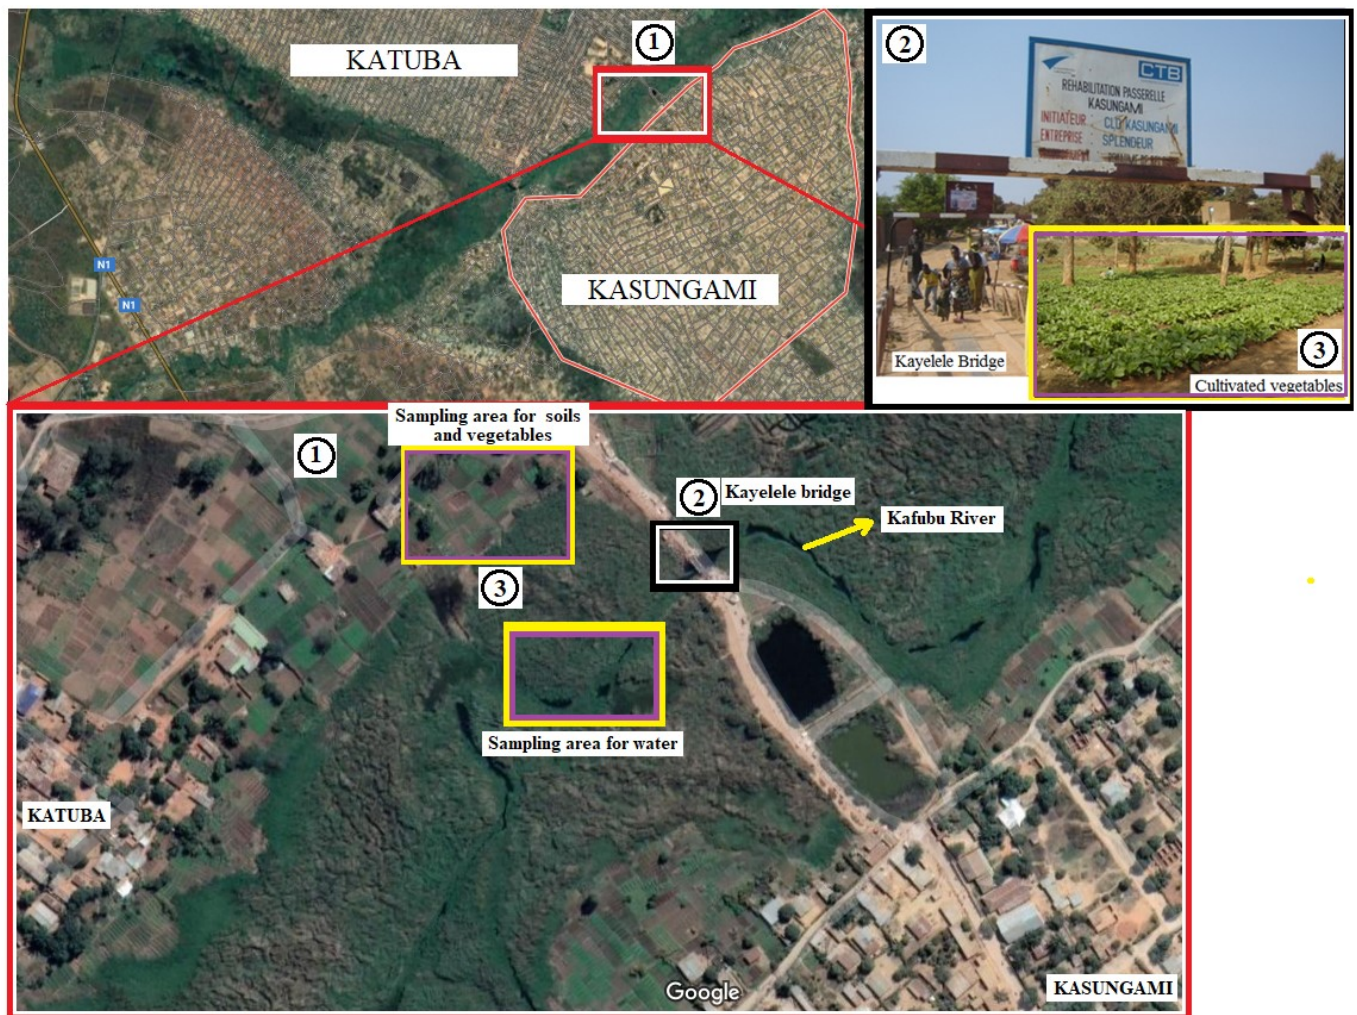 KATUBA
1
KASUNGAMI
N1
N1
2
CTB
REHABILITATION PASSERELLE
KASUNGAMI
INITIATEUR : CLD KASUNGAMI
ENTREPRISE SPLENDEUR
Kayelele Bridge
3
Cultivated vegetables
Sampling area for soils
and vegetables
1
2
Kayelele bridge
Kafubu River
3
Sampling area for water
KATUBA
Google
KASUNGAMI